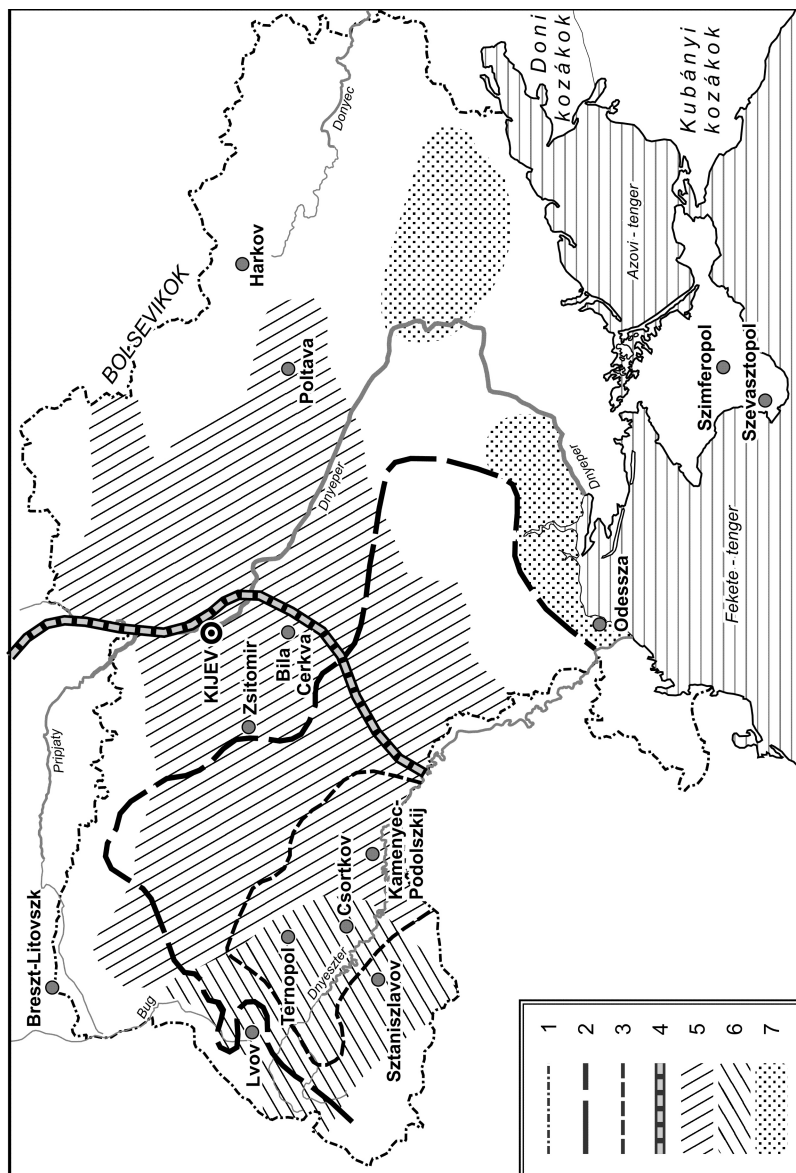 BOLSEVIKOK
Doni
kozákok
Kubányi
kozákok
Donyec
Harkov
Poltava
Azovi - tenger
Szimferopol
Szevasztopol
Dnyeper
Dnyeper
Fekete - tenger
Odessza
KIJEV
Bila
Cerkva
Zsitomir
Pripjaty
Breszt-Litovszk
Bug
Kamenyec-
Podolszkij
Csortkov
Ternopol
Dnyeszter
Sztaniszlavov
Lvov
1
2
3
4
5
6
7